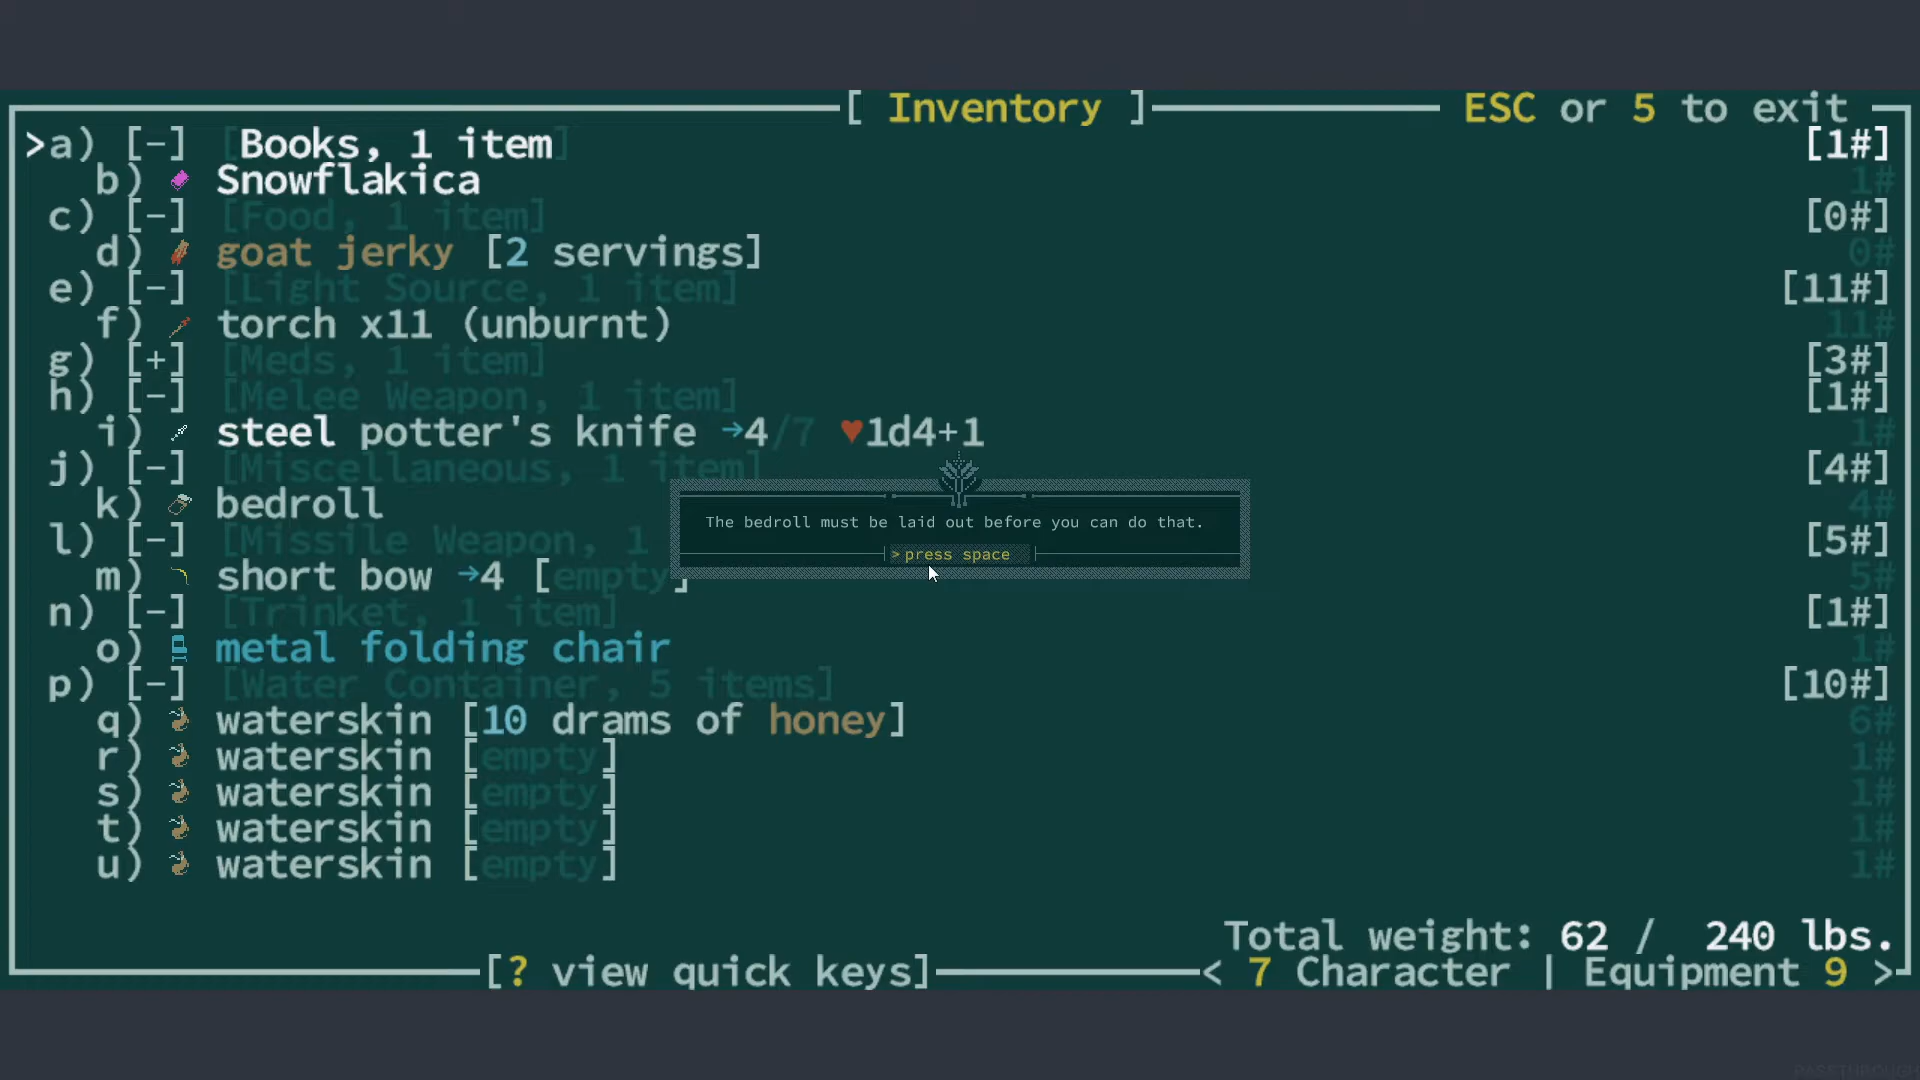 [ Inventory ] ESC or 5 to exit
>a) [-] [Books, 1 item] [1#]
b) Snowflakica 1#
c) [-] [Food, 1 item] [0#]
d) goat jerky [2 servings] 0#
e) [-] [Light Source, 1 item] [11#]
f) torch x11 (unburnt) 11#
g) [+] [Meds, 1 item] [3#]
h) [-] [Melee Weapon, 1 item] [1#]
i) steel potter's knife →4/7 ♥1d4+1 1#
j) [-] [Miscellaneous, 1 item] [4#]
k) bedroll 4#
The bedroll must be laid out before you can do that.
>press space
l) [-] [Missile Weapon, 1 [5#]
m) short bow →4 [empty] 5#
n) [-] [Trinket, 1 item] [1#]
o) metal folding chair 1#
p) [-] [Water Container, 5 items] [10#]
q) waterskin [10 drams of honey] 6#
r) waterskin [empty] 1#
s) waterskin [empty] 1#
t) waterskin [empty] 1#
u) waterskin [empty] 1#
Total weight: 62 / 240 lbs.
[? view quick keys] < 7 Character | Equipment 9 >
PASSTHROUGH